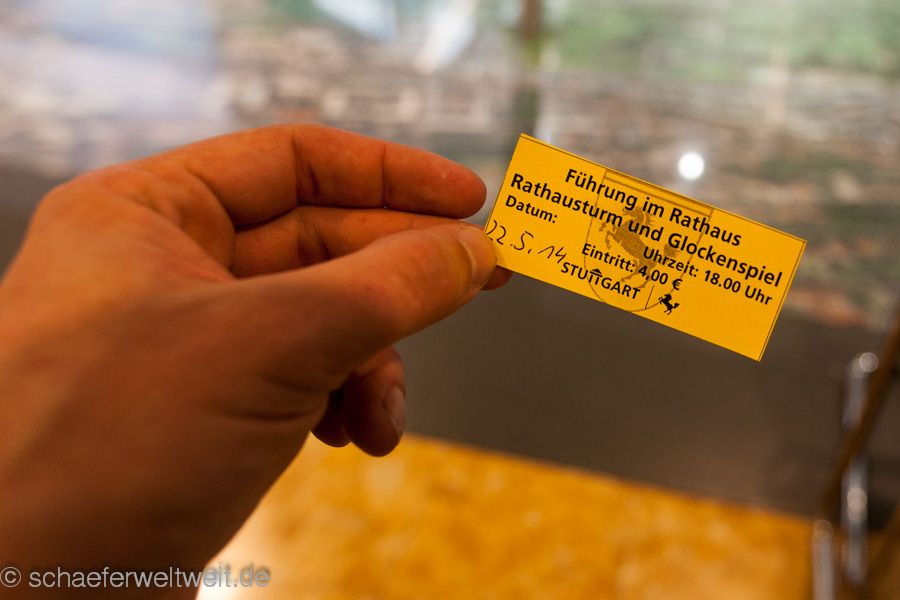 Führung im Rathaus
Rathausturm und Glockenspiel
Datum:
Uhrzeit: 18.00 Uhr
22.5.14
Eintritt: 4,00 €
STUTTGART
© schaeferweltweit.de